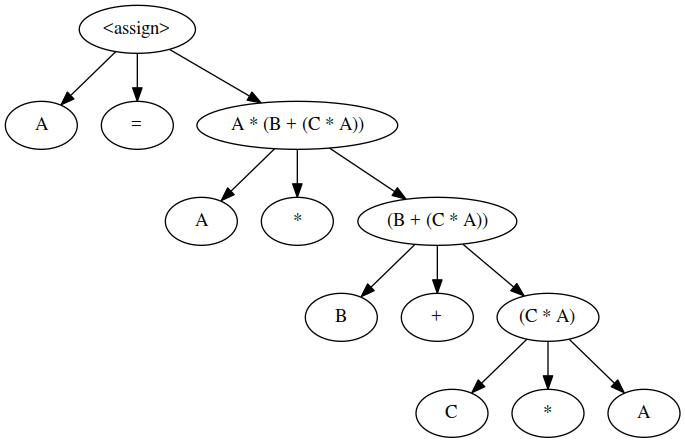 <assign>
A = A * (B + (C * A))
A * (B + (C * A))
B + (C * A)
C * A